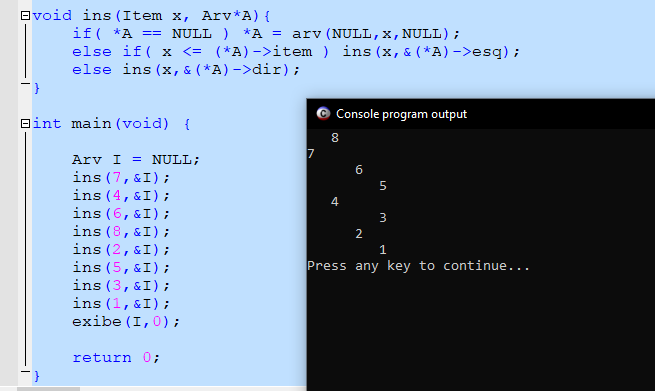 void ins(Item x, Arv*A){
    if( *A == NULL ) *A = arv(NULL,x,NULL);
    else if( x <= (*A)->item ) ins(x,&(*A)->esq);
    else ins(x,&(*A)->dir);
}
int main(void) {
    Arv I = NULL;
    ins(7,&I);
    ins(4,&I);
    ins(6,&I);
    ins(8,&I);
    ins(2,&I);
    ins(5,&I);
    ins(3,&I);
    ins(1,&I);
    exibe(I,0);
    return 0;
}
Console program output
   8
7
      6
         5
   4
         3
      2
         1
Press any key to continue...